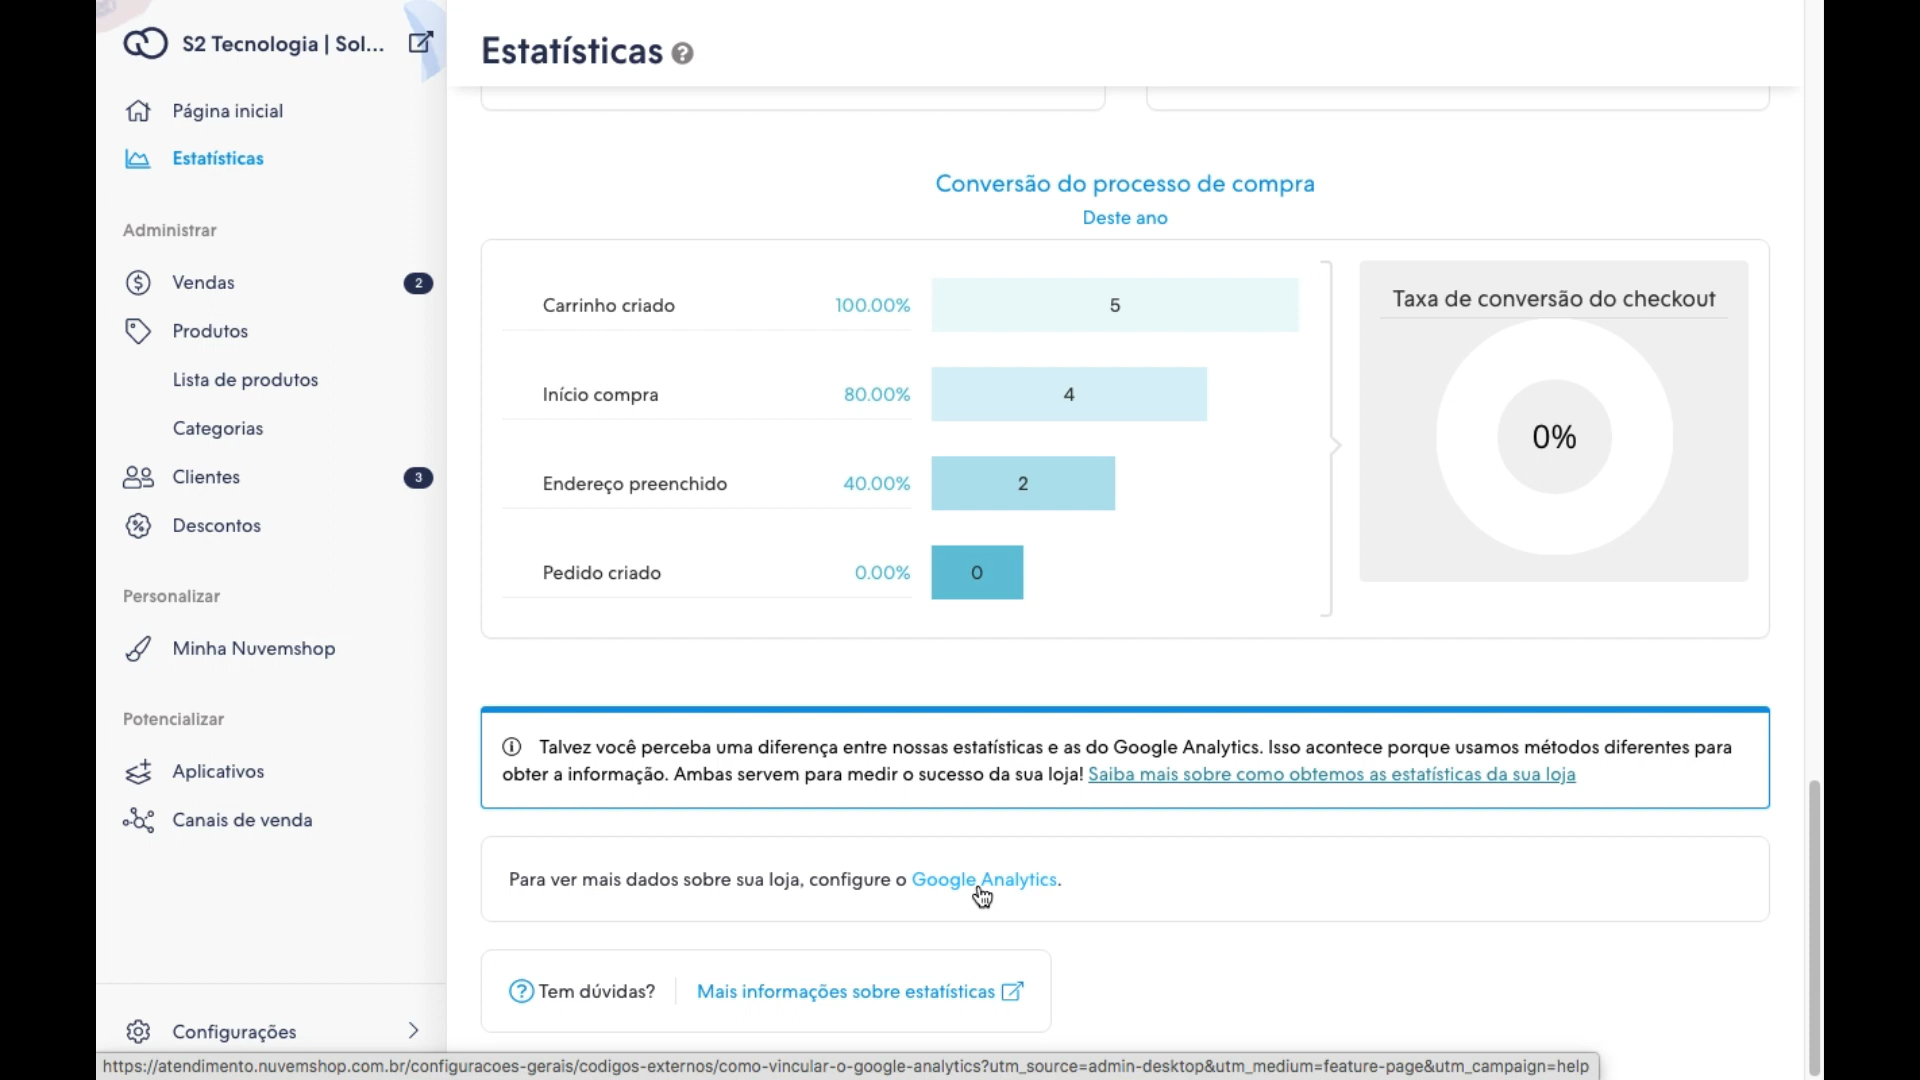 S2 Tecnologia | Sol...
Página inicial
Estatísticas
Administrar
Vendas
2
Produtos
Lista de produtos
Categorias
Clientes
3
Descontos
Personalizar
Minha Nuvemshop
Potencializar
Aplicativos
Canais de venda
Configurações
Estatísticas ?
Conversão do processo de compra
Deste ano
Carrinho criado 100.00% 5
Início compra 80.00% 4
Endereço preenchido 40.00% 2
Pedido criado 0.00% 0
Taxa de conversão do checkout
0%
Talvez você perceba uma diferença entre nossas estatísticas e as do Google Analytics. Isso acontece porque usamos métodos diferentes para
obter a informação. Ambas servem para medir o sucesso da sua loja! Saiba mais sobre como obtemos as estatísticas da sua loja
Para ver mais dados sobre sua loja, configure o Google Analytics.
? Tem dúvidas? Mais informações sobre estatísticas
https://atendimento.nuvemshop.com.br/configuracoes-gerais/codigos-externos/como-vincular-o-google-analytics?utm_source=admin-desktop&utm_medium=feature-page&utm_campaign=help